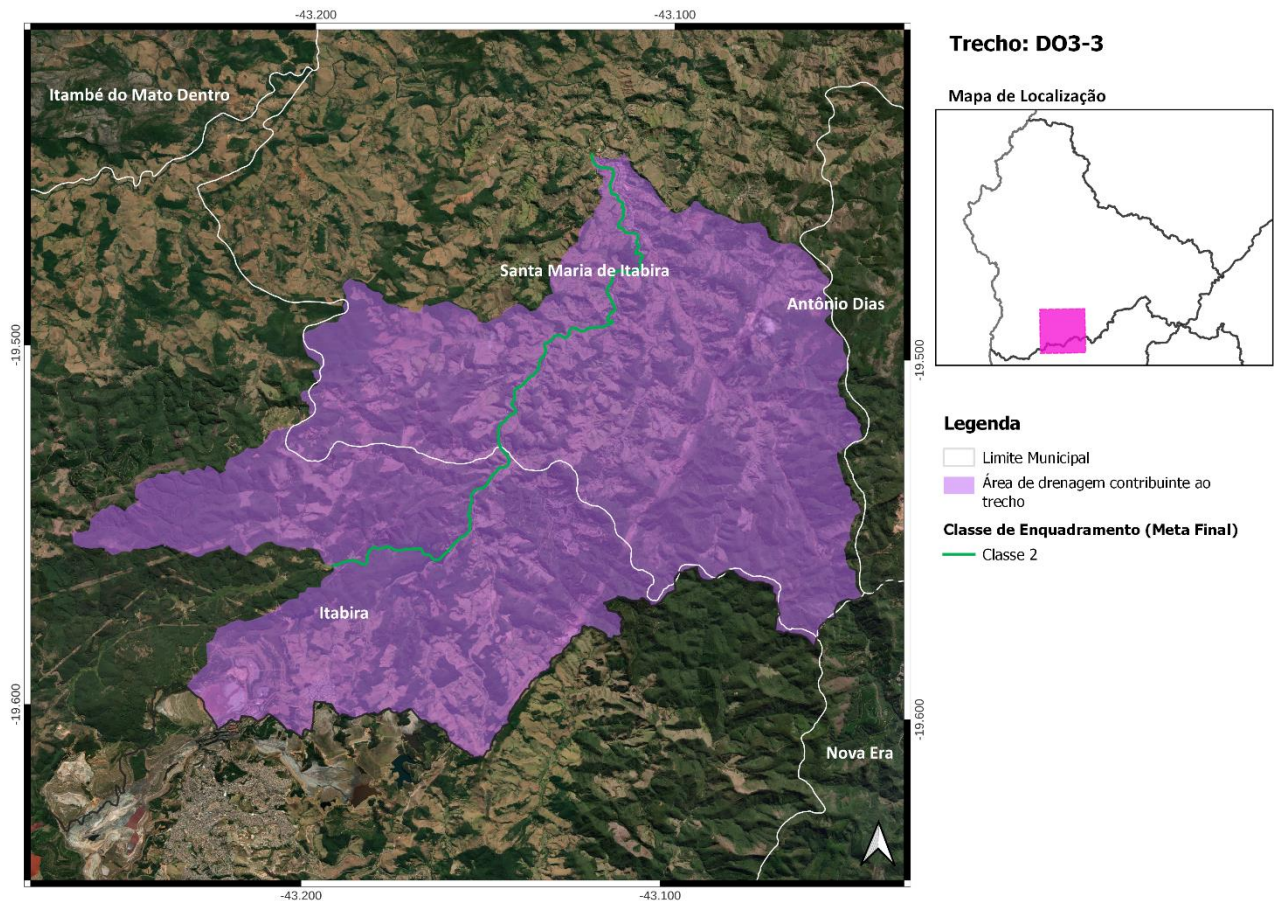 -43.200
-43.100
Trecho: DO3-3
Itambé do Mato Dentro
Mapa de Localização
Santa Maria de Itabira
Antônio Dias
-19.500
-19.500
Legenda
Limite Municipal
Área de drenagem contribuinte ao
trecho
Classe de Enquadramento (Meta Final)
Classe 2
Itabira
-19.600
-19.600
Nova Era
-43.200
-43.100